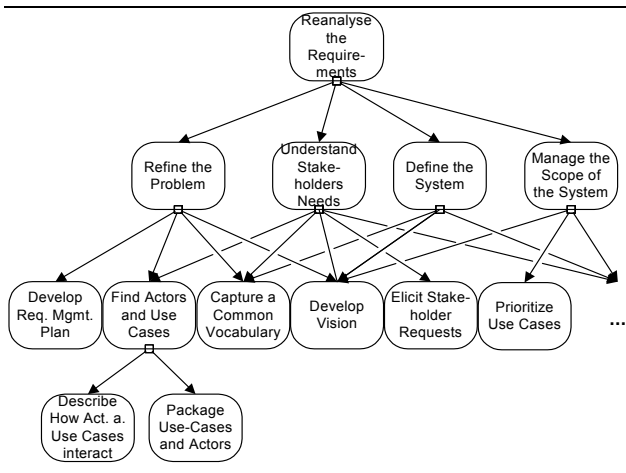 Reanalyse
the
Require-
ments
Refine the
Problem
Understand
Stake-
holders
Needs
Define the
System
Manage the
Scope of
the System
Develop
Req. Mgmt.
Plan
Find Actors
and Use
Cases
Capture a
Common
Vocabulary
Develop
Vision
Elicit Stake-
holder
Requests
Prioritize
Use Cases
...
Describe
How Act. a.
Use Cases
interact
Package
Use-Cases
and Actors